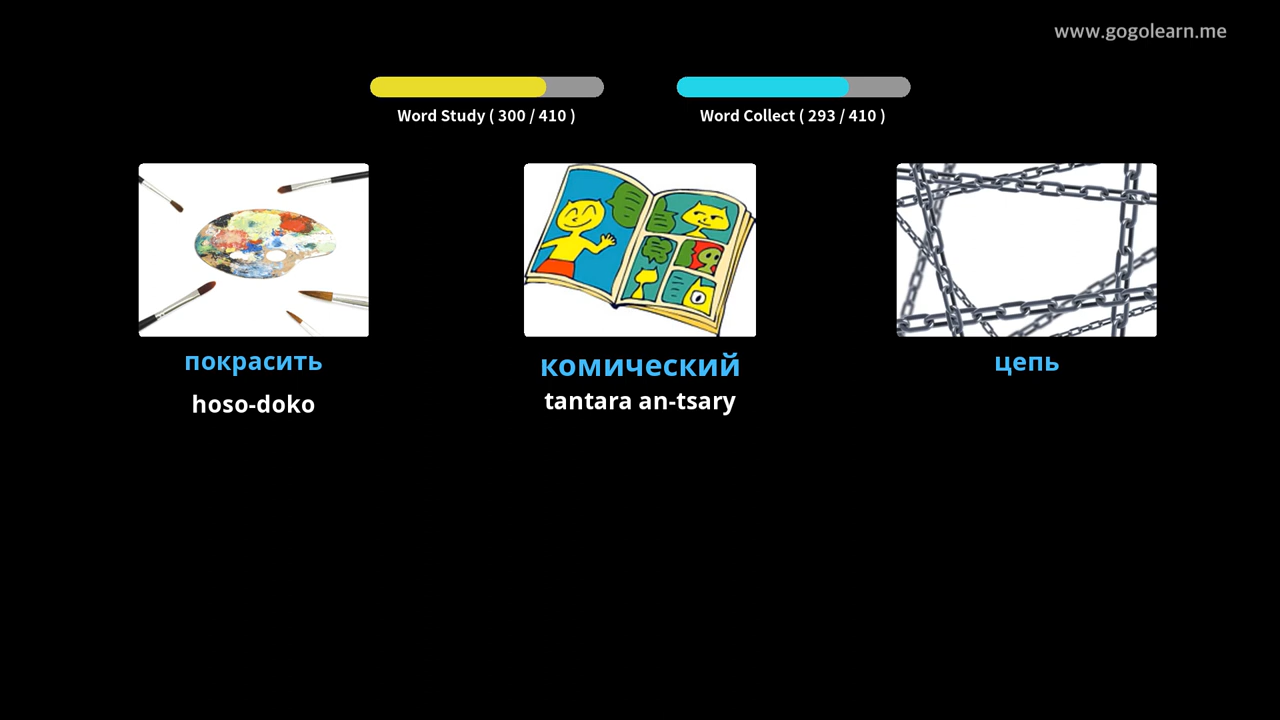 www.gogolearn.me
Word Study ( 300 / 410 )
Word Collect ( 293 / 410 )
покрасить
hoso-doko
комический
tantara an-tsary
цепь